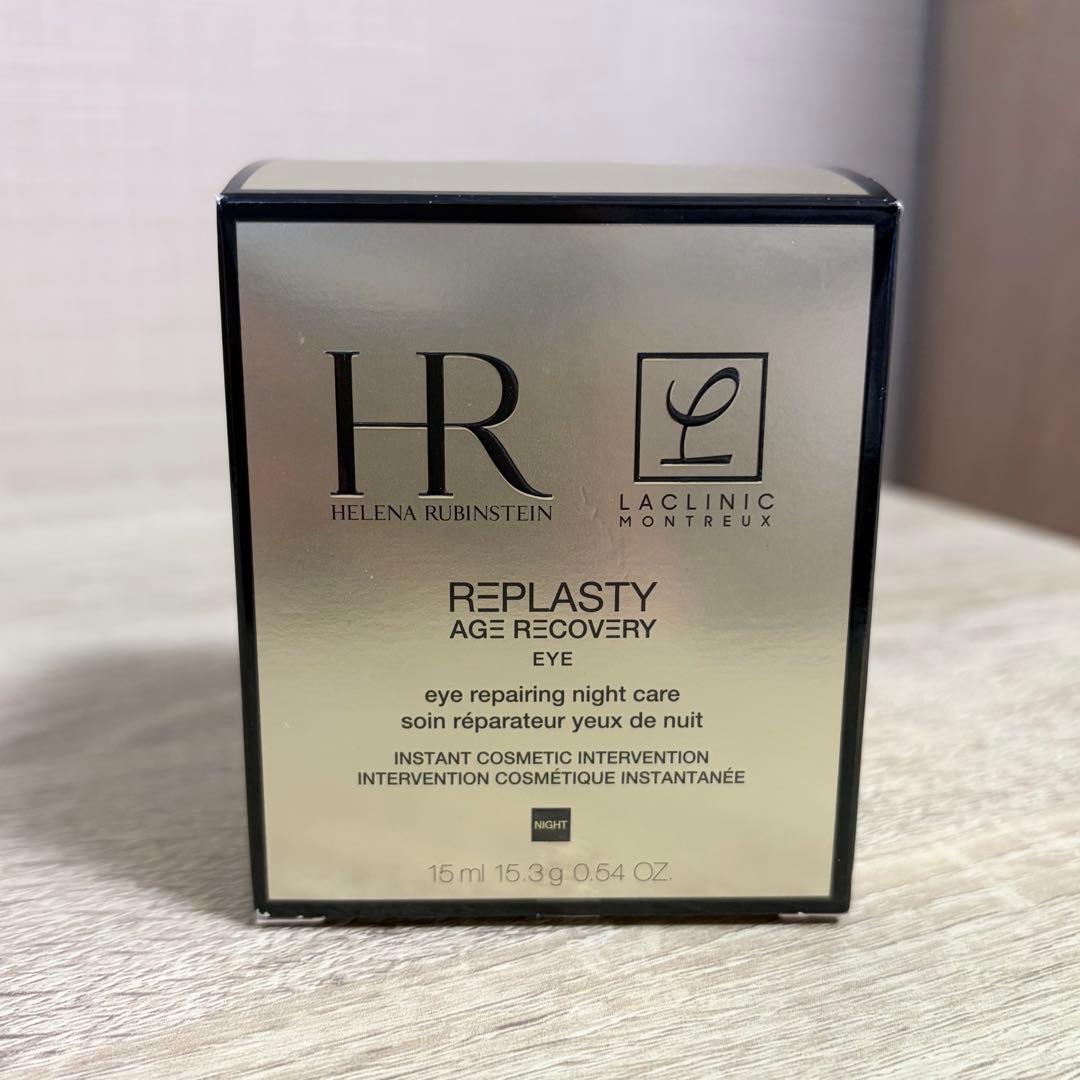 HR
HELENA RUBINSTEIN
LACLINIC
MONTREUX
REPLASTY
AGE RECOVERY
EYE
eye repairing night care
soin réparateur yeux de nuit
INSTANT COSMETIC INTERVENTION
INTERVENTION COSMÉTIQUE INSTANTANÉE
NIGHT
15 ml 15.3 g 0.54 OZ.